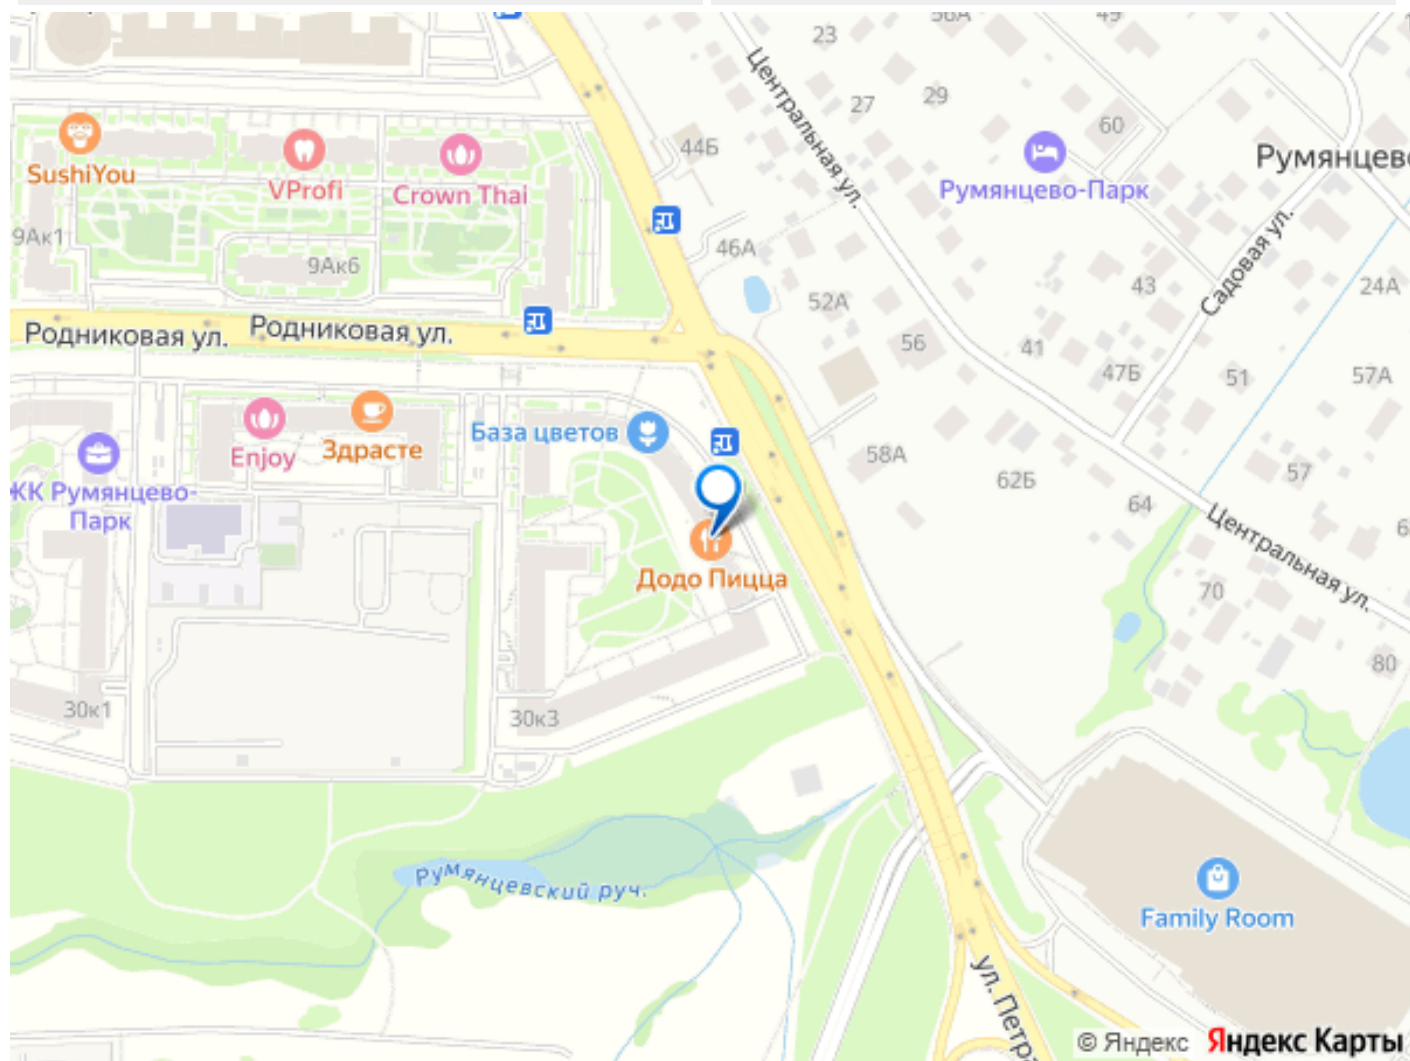 23
49
27
29
60
44Б
Центральная ул.
SushiYou
VProfi
Crown Thai
Румянцево-Парк
Румянцево
9Ак1
9Ак6
46А
52А
43
Садовая ул.
24А
Родниковая ул.
Родниковая ул.
56
41
47Б
51
57А
База цветов
Enjoy
Здрасте
58А
62Б
57
ЖК Румянцево-
Парк
64
Центральная ул.
Додо Пицца
70
80
30к1
30к3
Румянцевский руч.
Family Room
ул. Петра
© Яндекс Яндекс Карты